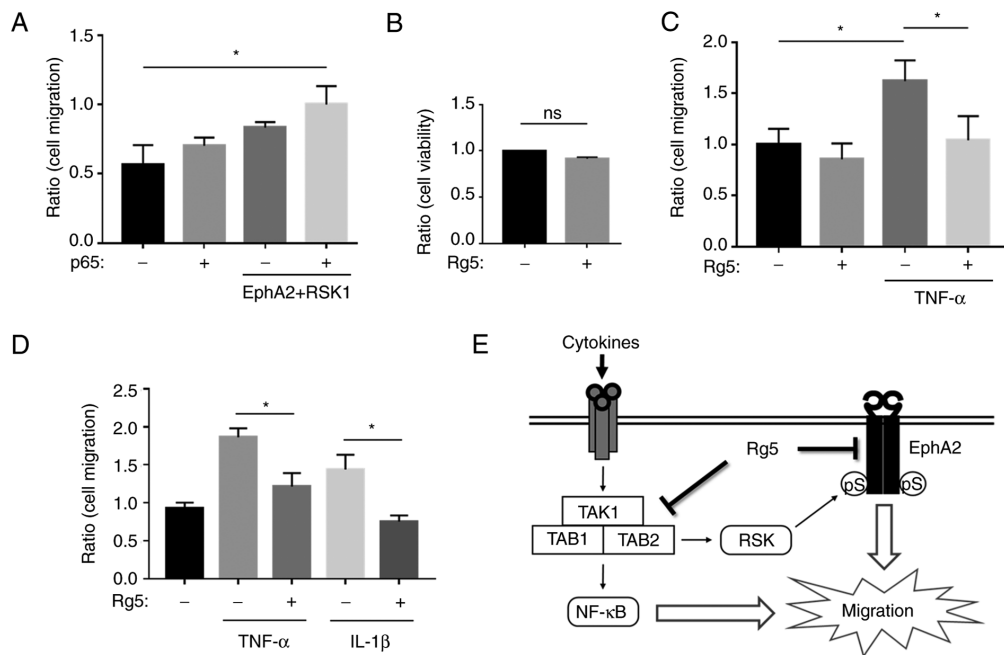 A
Ratio (cell migration)
1.5
1.0
0.5
0.0
*
p65: − + − +
EphA2+RSK1
B
Ratio (cell viability)
1.5
1.0
0.5
0.0
ns
Rg5: − +
C
Ratio (cell migration)
2.0
1.5
1.0
0.5
0.0
* *
Rg5: − + − +
TNF-α
D
Ratio (cell migration)
2.5
2.0
1.5
1.0
0.5
0.0
* *
Rg5: − − + − +
TNF-α IL-1β
E
Cytokines
Rg5 EphA2
pS pS
TAK1
TAB1 TAB2 RSK
NF-κB Migration